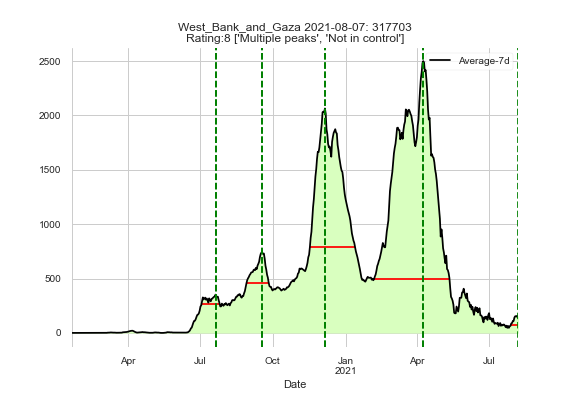 West_Bank_and_Gaza 2021-08-07: 317703
Rating:8 ['Multiple peaks', 'Not in control']
Average-7d
2500
2000
1500
1000
500
0
Apr Jul Oct Jan Apr Jul
2021
Date